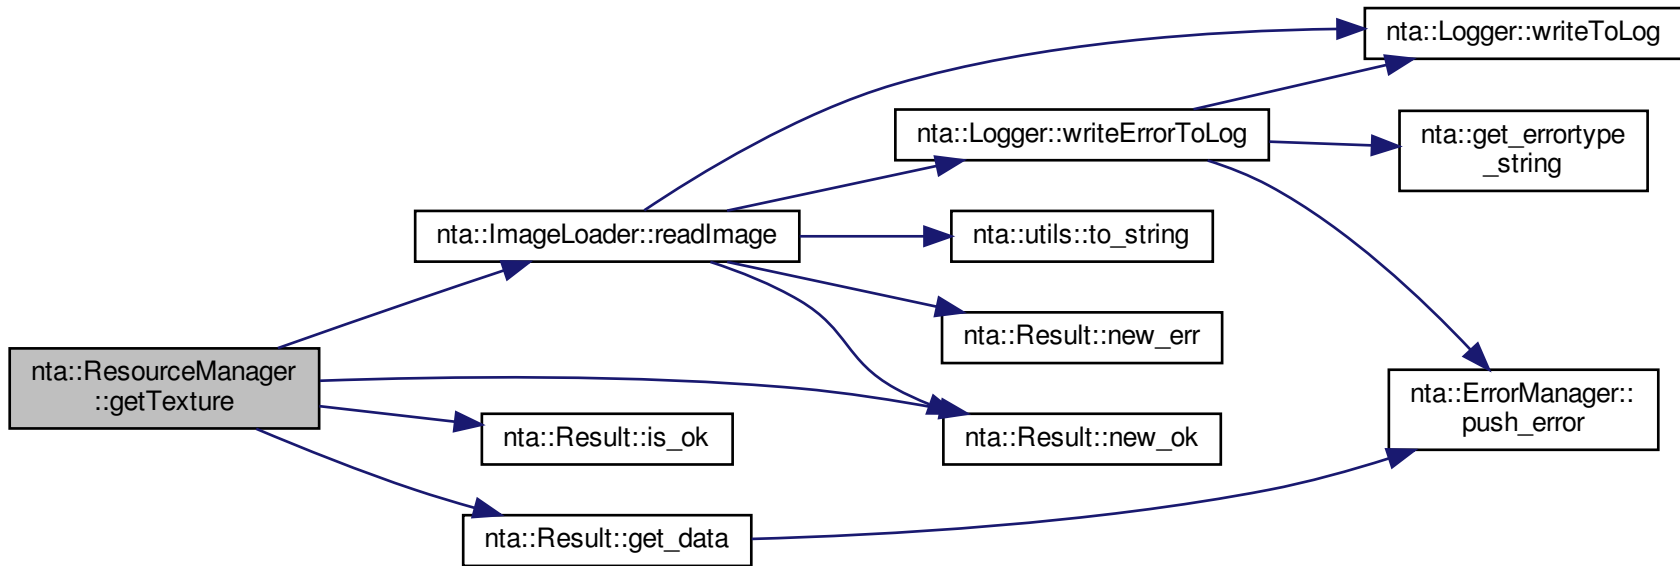 nta::Logger::writeToLog
nta::Logger::writeErrorToLog
nta::get_errortype
_string
nta::ImageLoader::readImage
nta::utils::to_string
nta::Result::new_err
nta::ResourceManager
::getTexture
nta::ErrorManager::
push_error
nta::Result::is_ok
nta::Result::new_ok
nta::Result::get_data